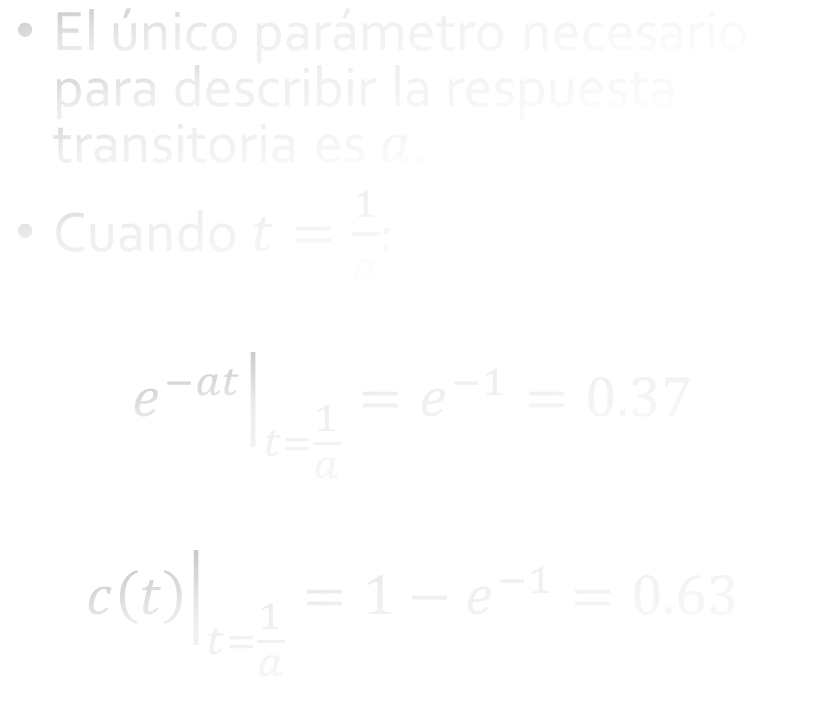 • El único parámetro necesario
para describir la respuesta
transitoria es a.
• Cuando t = 1/a:
e^{-at}|_{t=1/a} = e^{-1} = 0.37
c(t)|_{t=1/a} = 1 − e^{-1} = 0.63